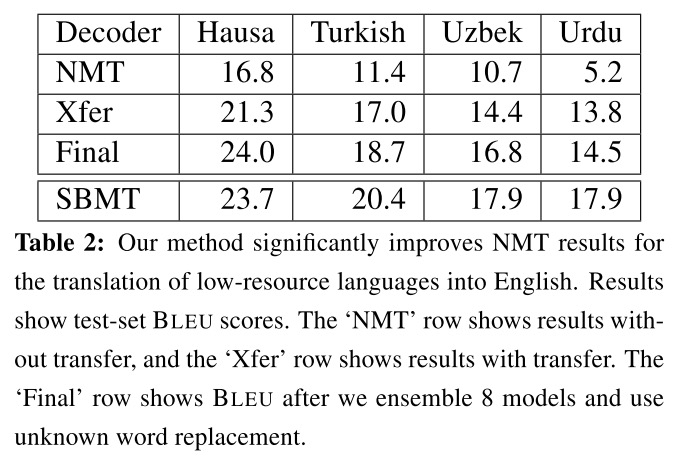 Decoder Hausa Turkish Uzbek Urdu
NMT 16.8 11.4 10.7 5.2
Xfer 21.3 17.0 14.4 13.8
Final 24.0 18.7 16.8 14.5
SBMT 23.7 20.4 17.9 17.9
Table 2: Our method significantly improves NMT results for
the translation of low-resource languages into English. Results
show test-set BLEU scores. The ‘NMT’ row shows results with-
out transfer, and the ‘Xfer’ row shows results with transfer. The
‘Final’ row shows BLEU after we ensemble 8 models and use
unknown word replacement.